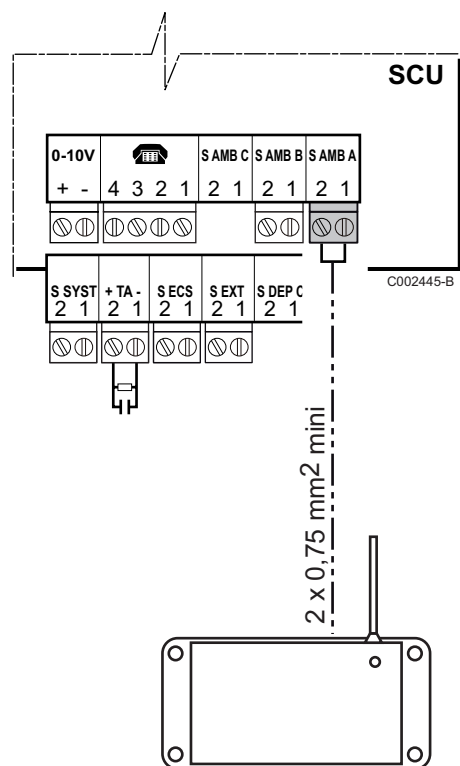 SCU
0-10V S AMB C S AMB B S AMB A
+ - 4 3 2 1 2 1 2 1 2 1
C002445-B
S SYST + TA - S ECS S EXT S DEP C
2 1 2 1 2 1 2 1 2 1
2 x 0,75 mm2 mini